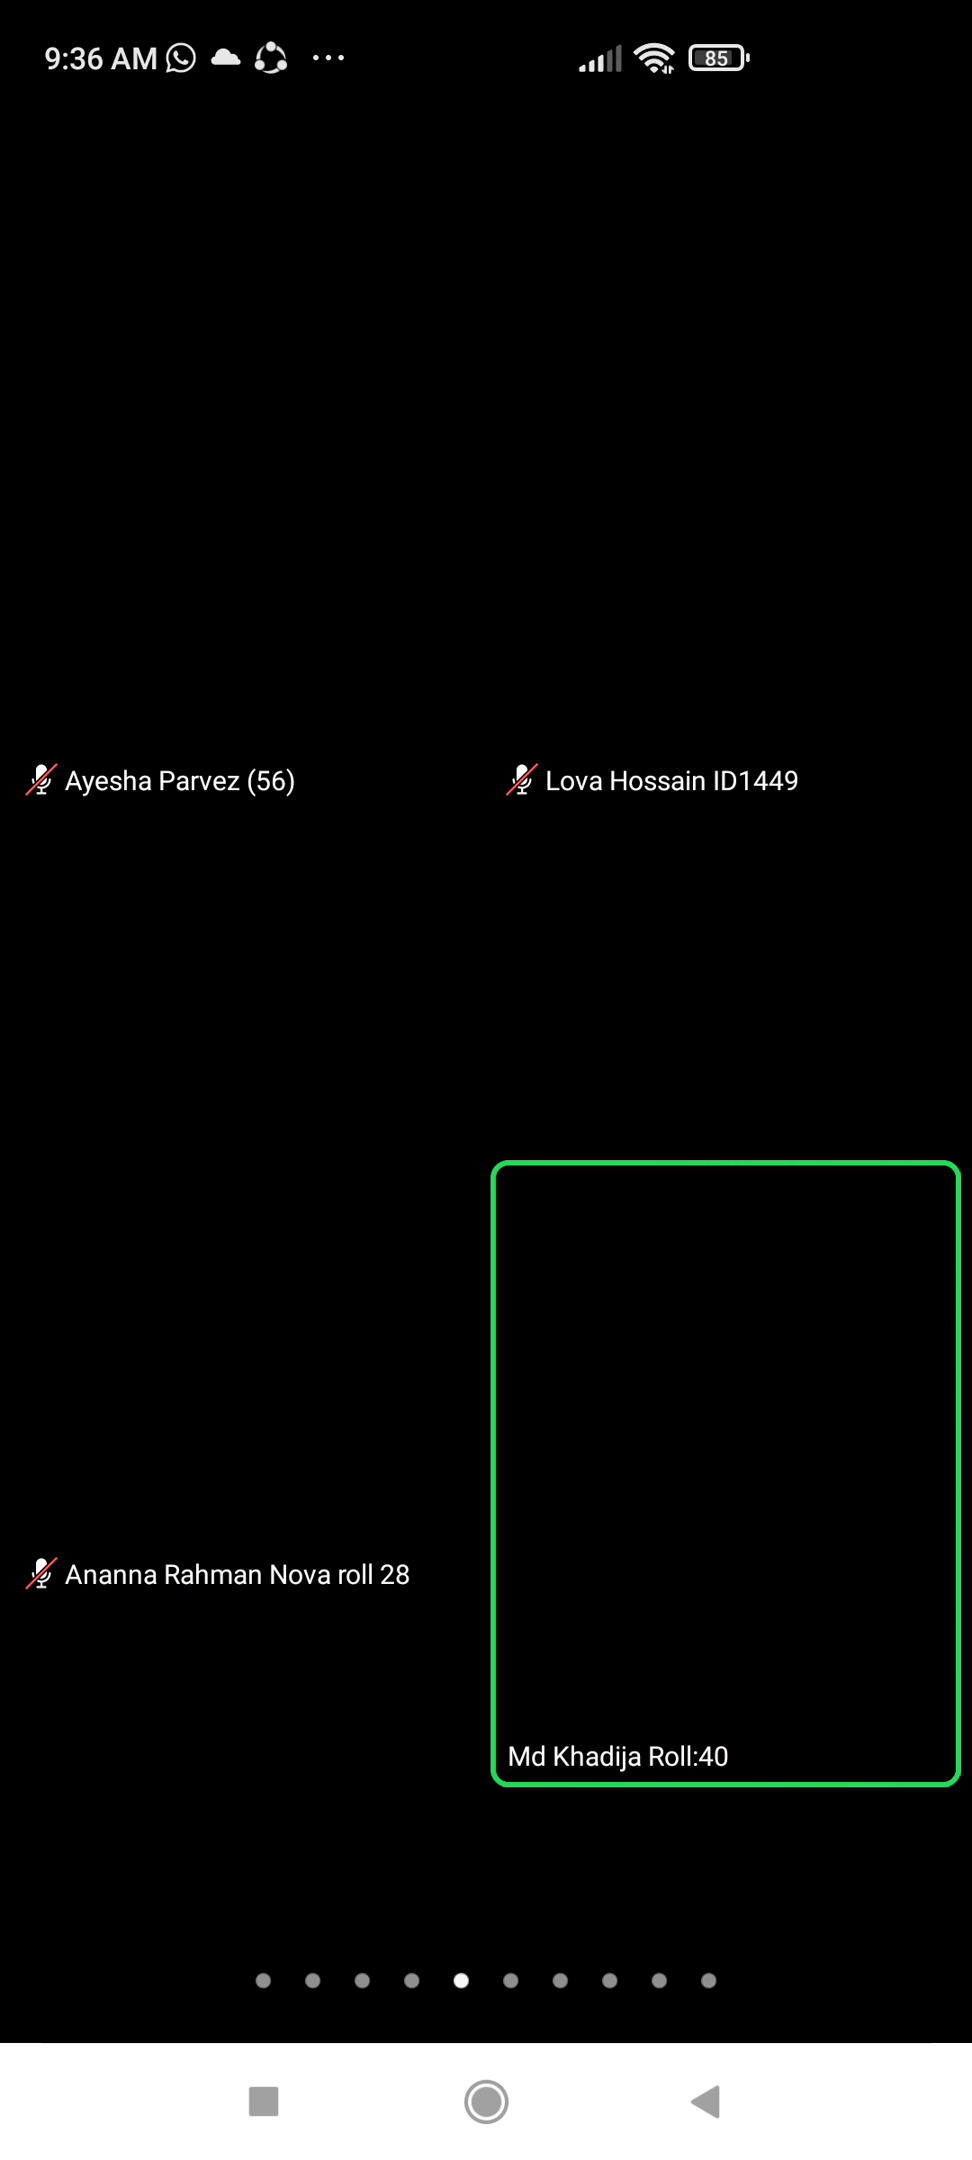 9:36 AM
85
Ayesha Parvez (56)
Lova Hossain ID1449
Ananna Rahman Nova roll 28
Md Khadija Roll:40